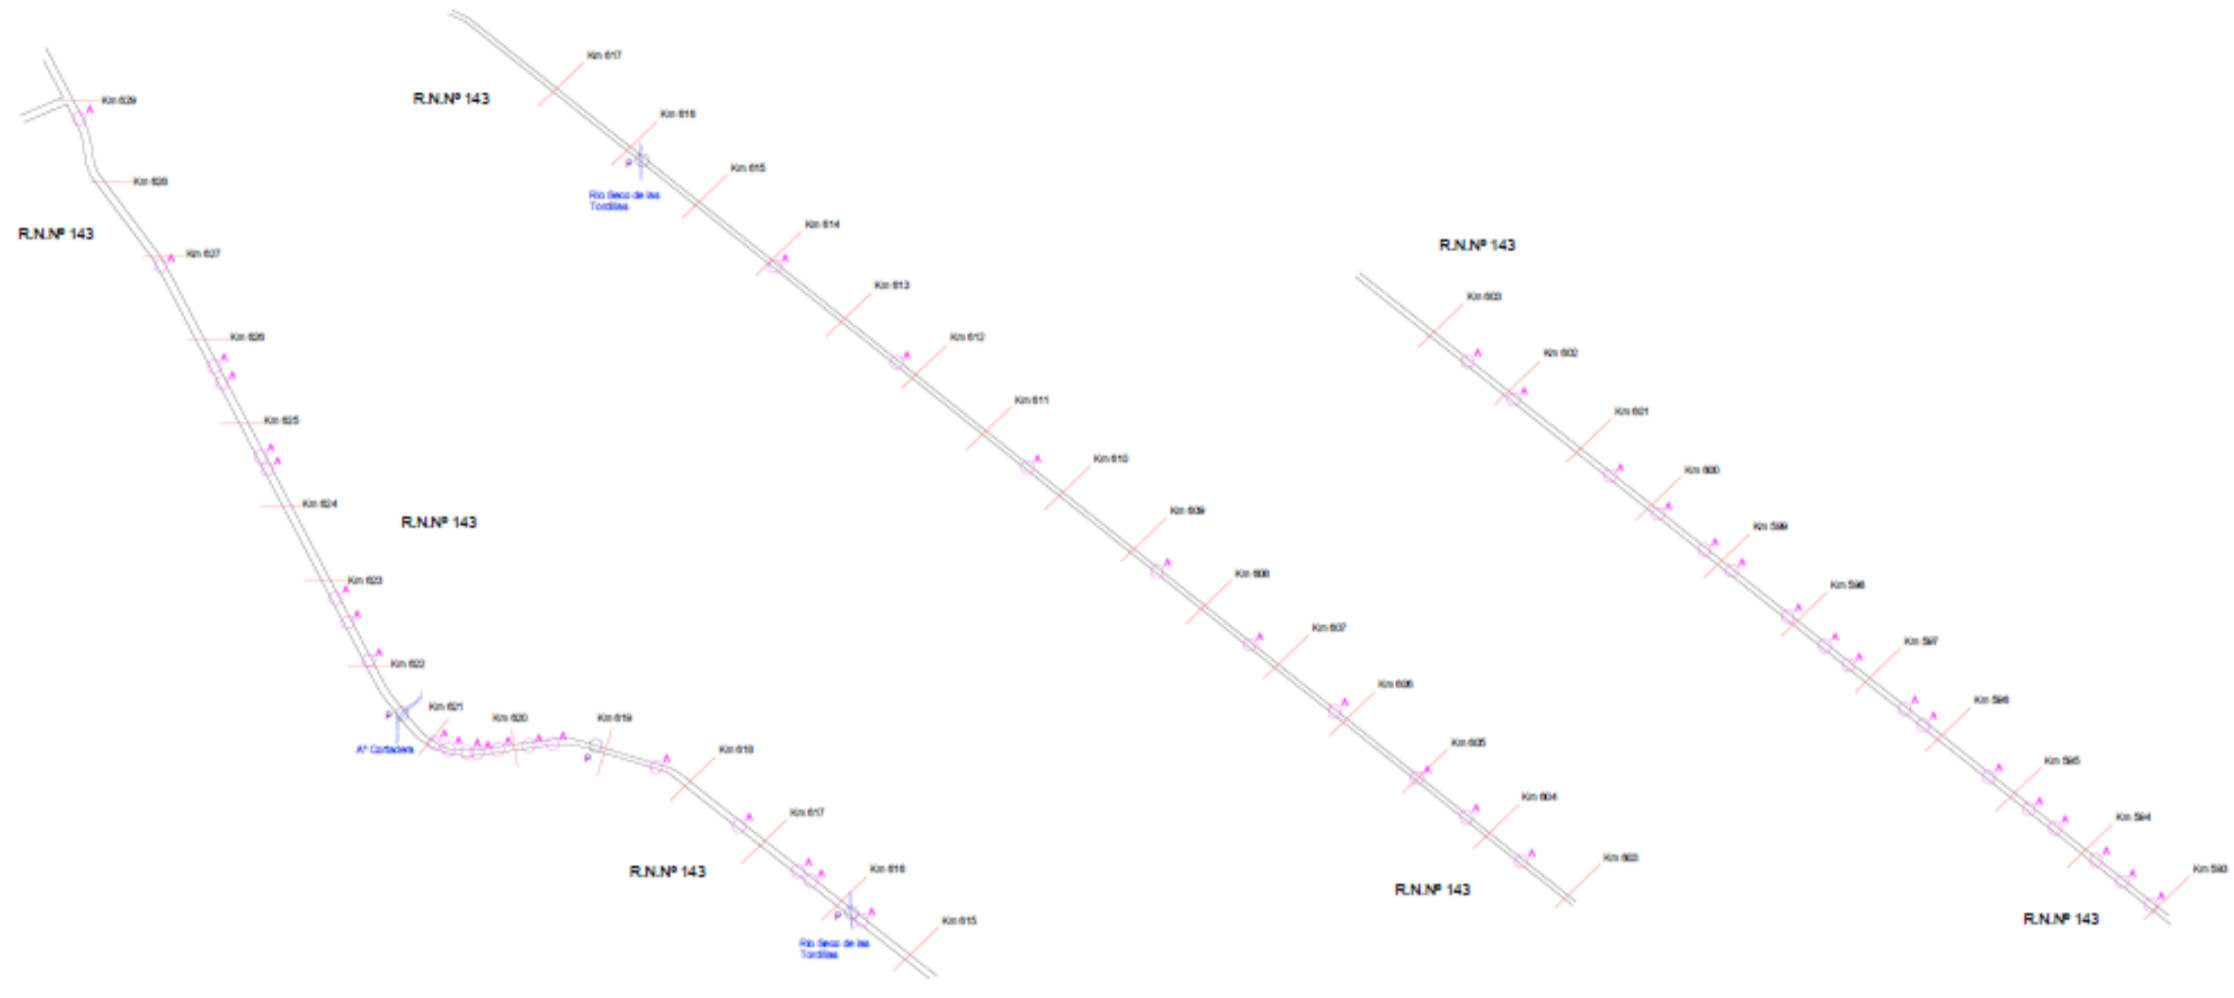 Km 629
A
Km 628
R.N.Nº 143
Km 627
A
Km 626
A
A
Km 625
A
A
Km 624
R.N.Nº 143
Km 623
A
A
A
Km 622
P
Aº Cortadera
Km 621
A
A
A
A
Km 620
A
A
A
Km 619
P
A
Km 618
A
Km 617
R.N.Nº 143
A
A
Km 616
P
A
Río Seco de las
Tordillas
Km 615
Km 617
R.N.Nº 143
Km 616
P
Río Seco de las
Tordillas
Km 615
Km 614
A
Km 613
Km 612
A
Km 611
Km 610
A
Km 609
A
Km 608
Km 607
A
Km 606
A
Km 605
A
Km 604
A
A
Km 603
R.N.Nº 143
R.N.Nº 143
Km 603
A
Km 602
A
Km 601
A
Km 600
A
Km 599
A
A
Km 598
A
A
A
Km 597
A
A
Km 596
A
Km 595
A
A
Km 594
A
A
A
Km 593
R.N.Nº 143